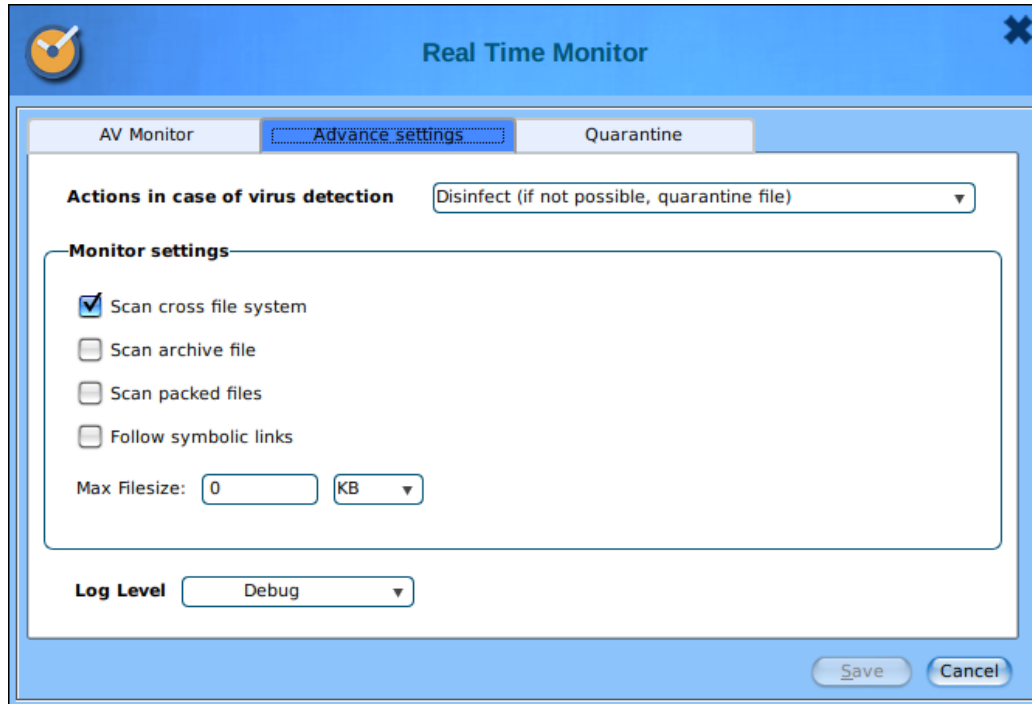 Real Time Monitor
AV Monitor
Advance settings
Quarantine
Actions in case of virus detection
Disinfect (if not possible, quarantine file)
Monitor settings
Scan cross file system
Scan archive file
Scan packed files
Follow symbolic links
Max Filesize: 0 KB
Log Level Debug
Save
Cancel